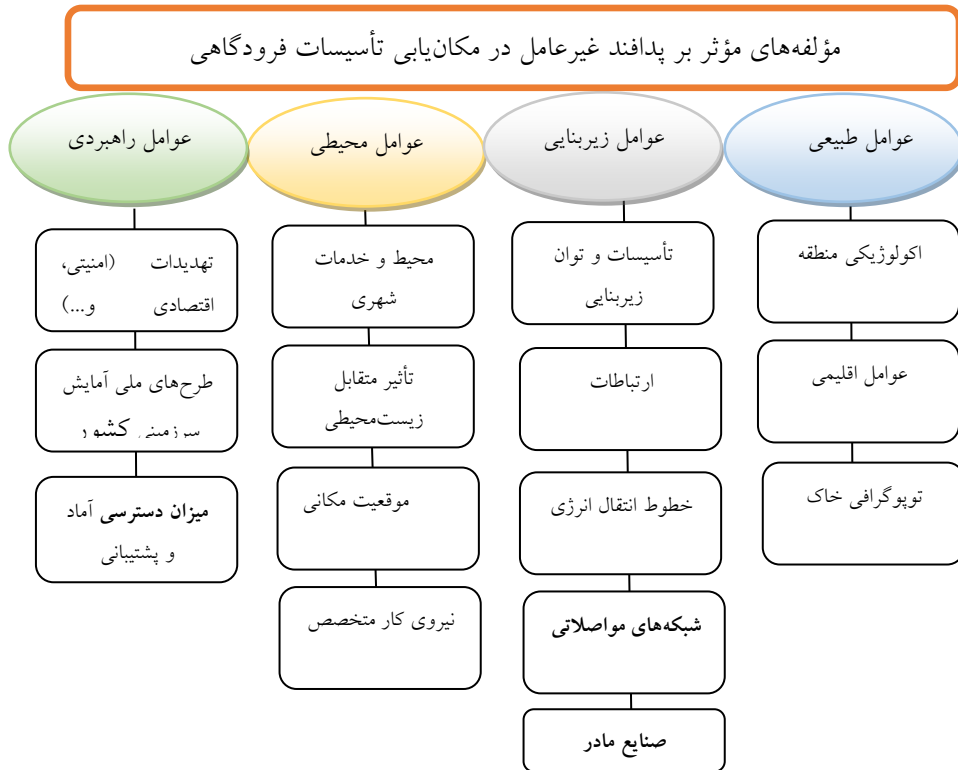 مؤلفه‌های مؤثر بر پدافند غیرعامل در مکان‌یابی تأسیسات فرودگاهی
عوامل طبیعی
اکولوژیکی منطقه
عوامل اقلیمی
توپوگرافی خاک
عوامل زیربنایی
تأسیسات و توان
زیربنایی
ارتباطات
خطوط انتقال انرژی
شبکه‌های مواصلاتی
صنایع مادر
عوامل محیطی
محیط و خدمات
شهری
تأثیر متقابل
زیست‌محیطی
موقعیت مکانی
نیروی کار متخصص
عوامل راهبردی
تهدیدات (امنیتی،
اقتصادی و...)
طرح‌های ملی آمایش
سرزمینی کشور
میزان دسترسی آماد
و پشتیبانی